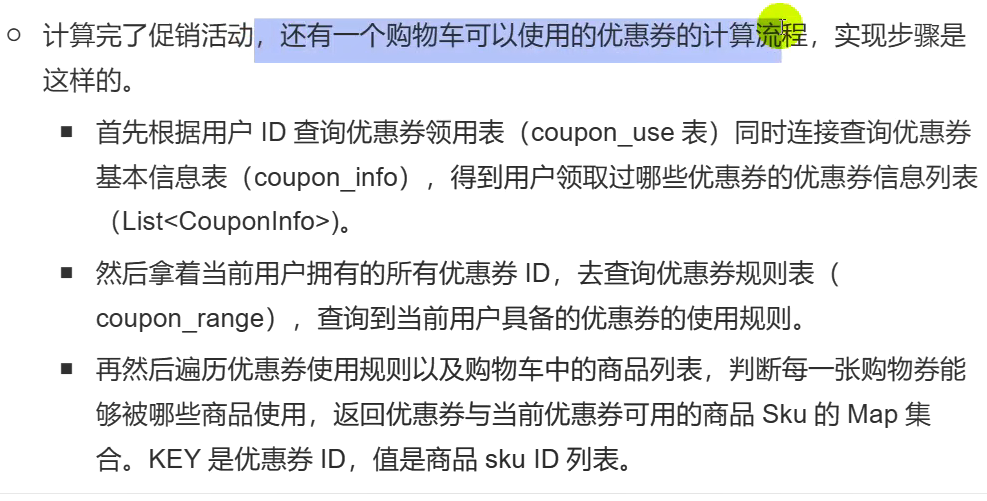 计算完了促销活动，还有一个购物车可以使用的优惠券的计算流程，实现步骤是
这样的。
首先根据用户 ID 查询优惠券领用表（coupon_use 表）同时连接查询优惠券
基本信息表（coupon_info），得到用户领取过哪些优惠券的优惠券信息列表
（List<CouponInfo>)。
然后拿着当前用户拥有的所有优惠券 ID，去查询优惠券规则表（
coupon_range），查询到当前用户具备的优惠券的使用规则。
再然后遍历优惠券使用规则以及购物车中的商品列表，判断每一张购物券能
够被哪些商品使用，返回优惠券与当前优惠券可用的商品 Sku 的 Map 集
合。KEY 是优惠券 ID，值是商品 sku ID 列表。